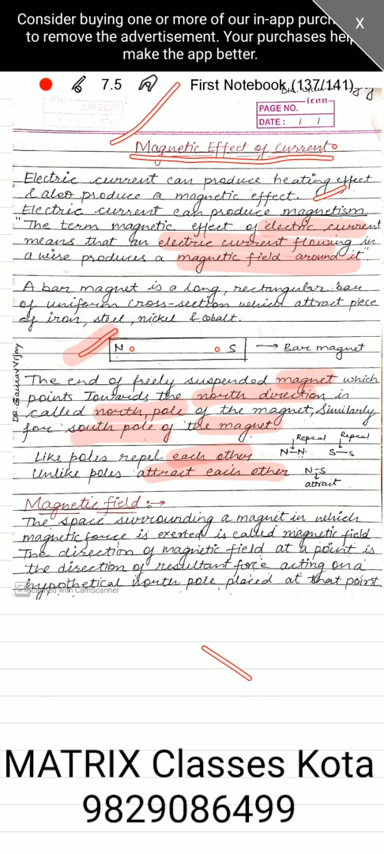 Consider buying one or more of our in-app purch
to remove the advertisement. Your purchases help
make the app better.
X
7.5
First Notebook (137/141)
icon
PAGE NO.
DATE: / /
Magnetic Effect of Current
Electric current can produce heating effect
& also produce a magnetic effect.
Electric current can produce magnetism
"The term magnetic effect of electric current
means that an electric current flowing in
a wire produces a magnetic field around it"
A bar magnet is a long, rectangular bar
of uniform cross-section which attract piece
of iron, steel, nickel & cobalt.
N S → Bar magnet
The end of freely suspended magnet which
points towards the north direction is
called north pole of the magnet, Similarly
for south pole of the magnet.
Repeal Repeal
Like poles repel each other N-N S-S
Unlike poles attract each other N-S
attract
Magnetic field :→
The space surrounding a magnet in which
magnetic force is exerted is called magnetic field
The direction of magnetic field at a point is
the direction of resultant force acting on a
hypothetical north pole placed at that point
Scanned with CamScanner
MATRIX Classes Kota
9829086499